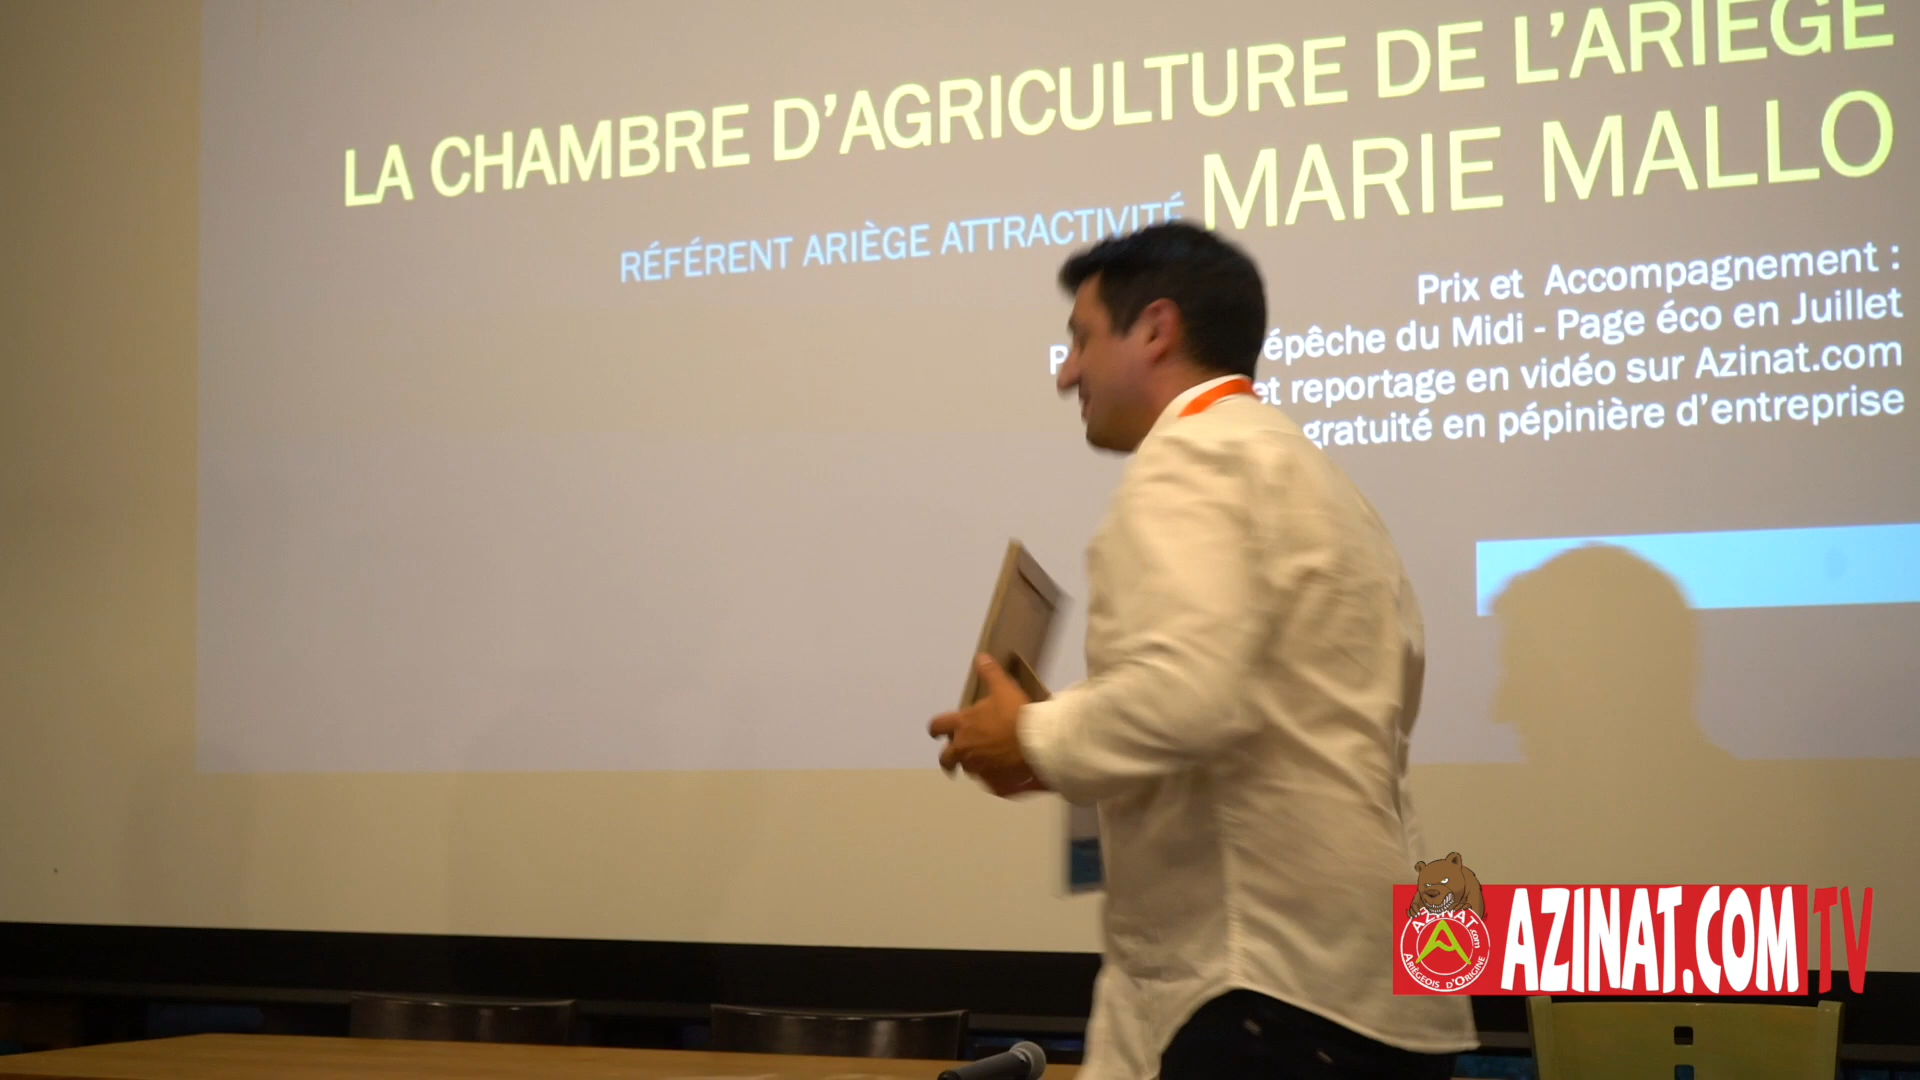 LA CHAMBRE D'AGRICULTURE DE L'ARIÈGE
RÉFÉRENT ARIÈGE ATTRACTIVITÉ MARIE MALLO
Prix et Accompagnement :
épêche du Midi - Page éco en Juillet
et reportage en vidéo sur Azinat.com
gratuité en pépinière d'entreprise
AZINAT.COM TV
AZINAT
.com
ARIÉGEOIS D'ORIGINE